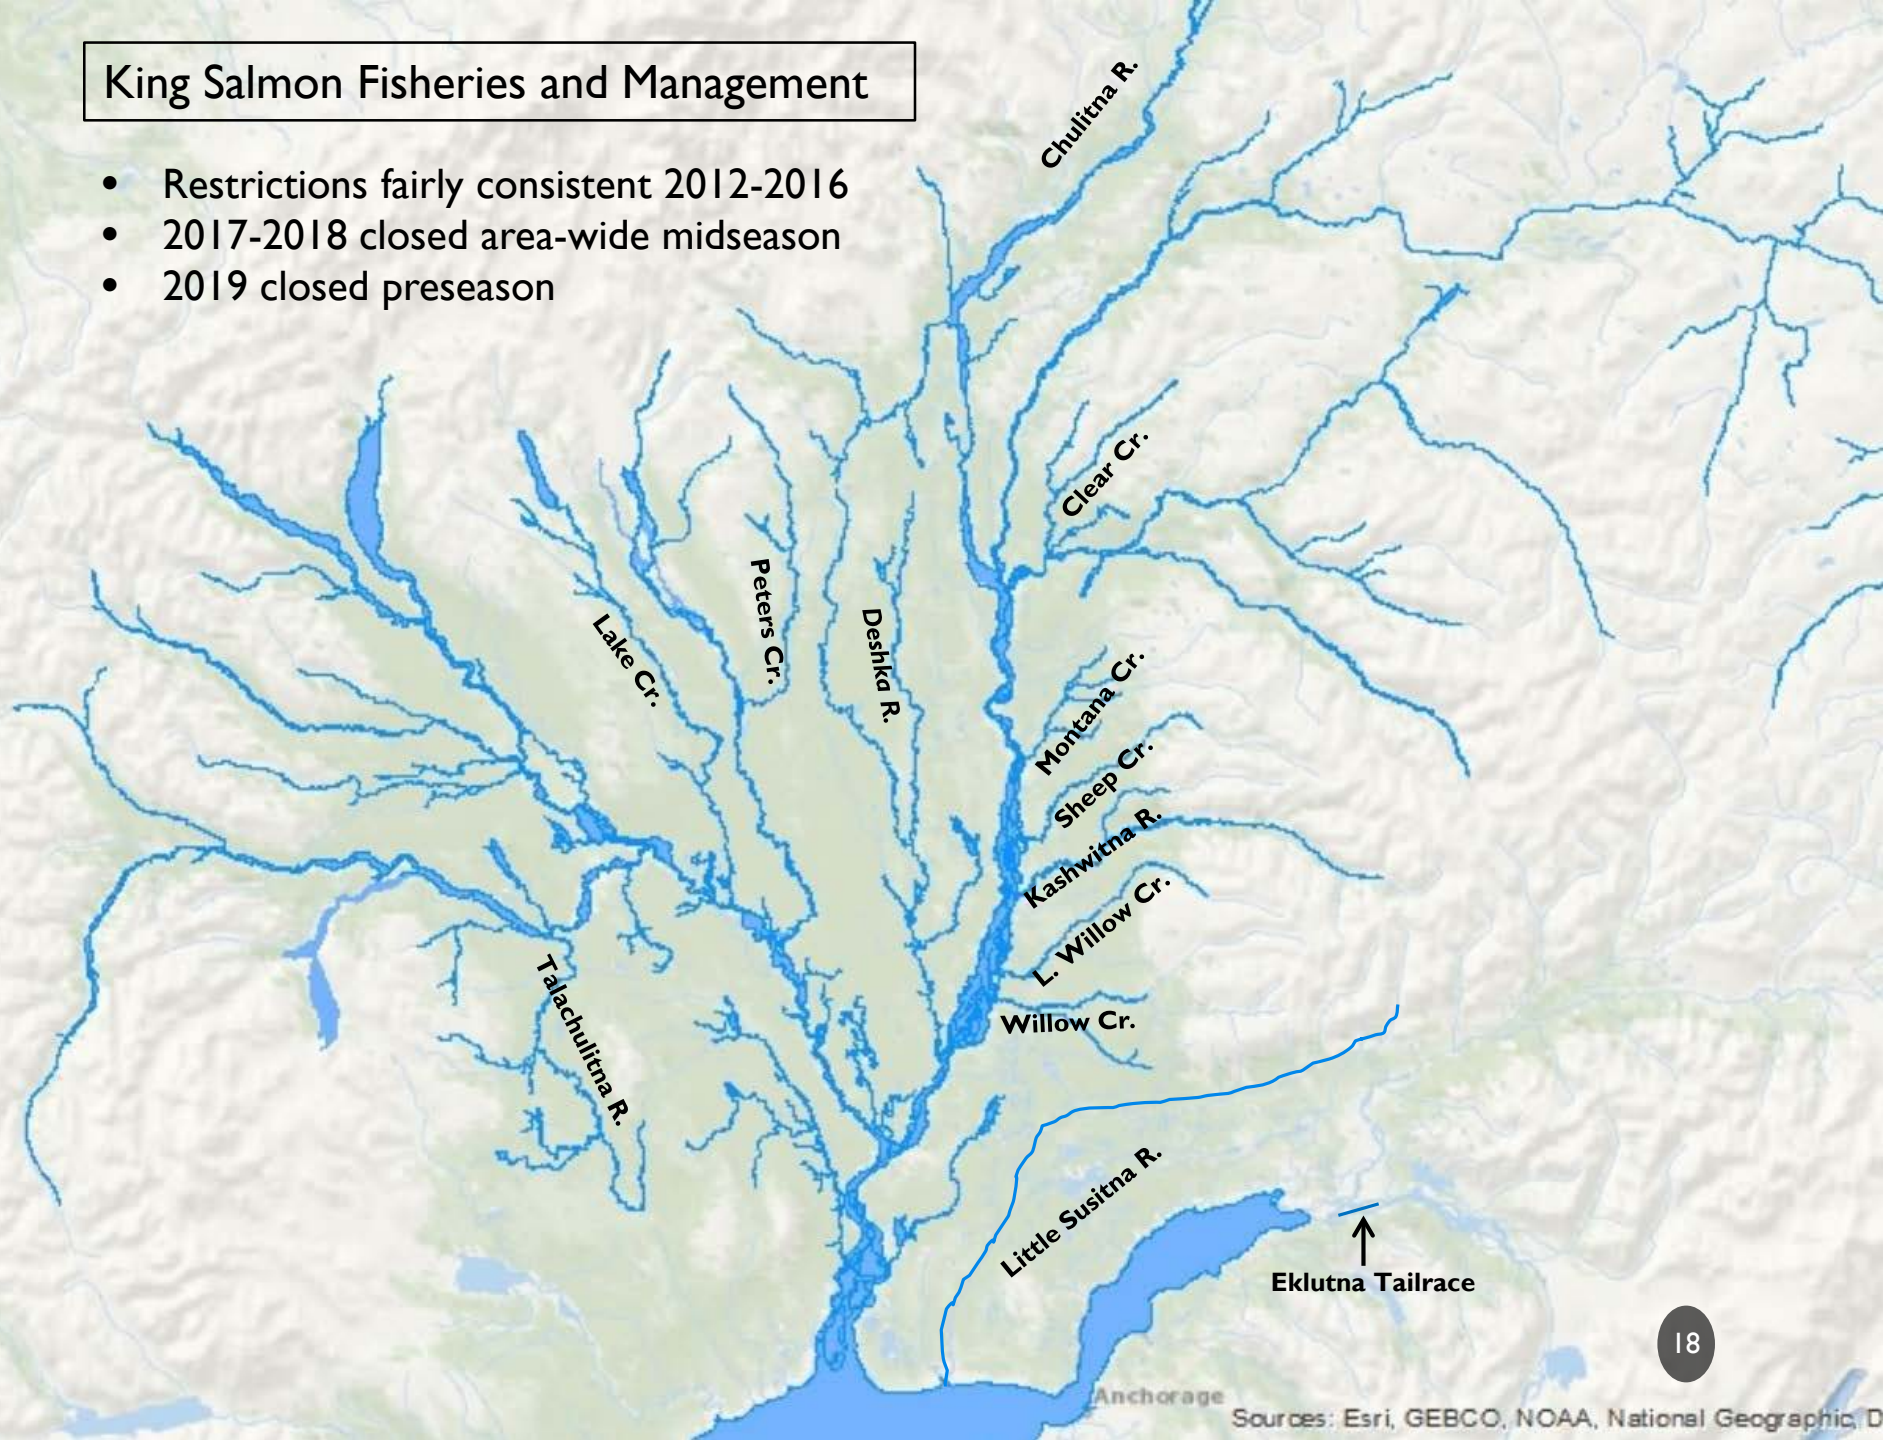 King Salmon Fisheries and Management
• Restrictions fairly consistent 2012-2016
• 2017-2018 closed area-wide midseason
• 2019 closed preseason
Chulitna R.
Clear Cr.
Peters Cr.
Deshka R.
Lake Cr.
Montana Cr.
Sheep Cr.
Kashwitna R.
L. Willow Cr.
Willow Cr.
Talachulitna R.
Little Susitna R.
Eklutna Tailrace
18
Anchorage
Sources: Esri, GEBCO, NOAA, National Geographic, D